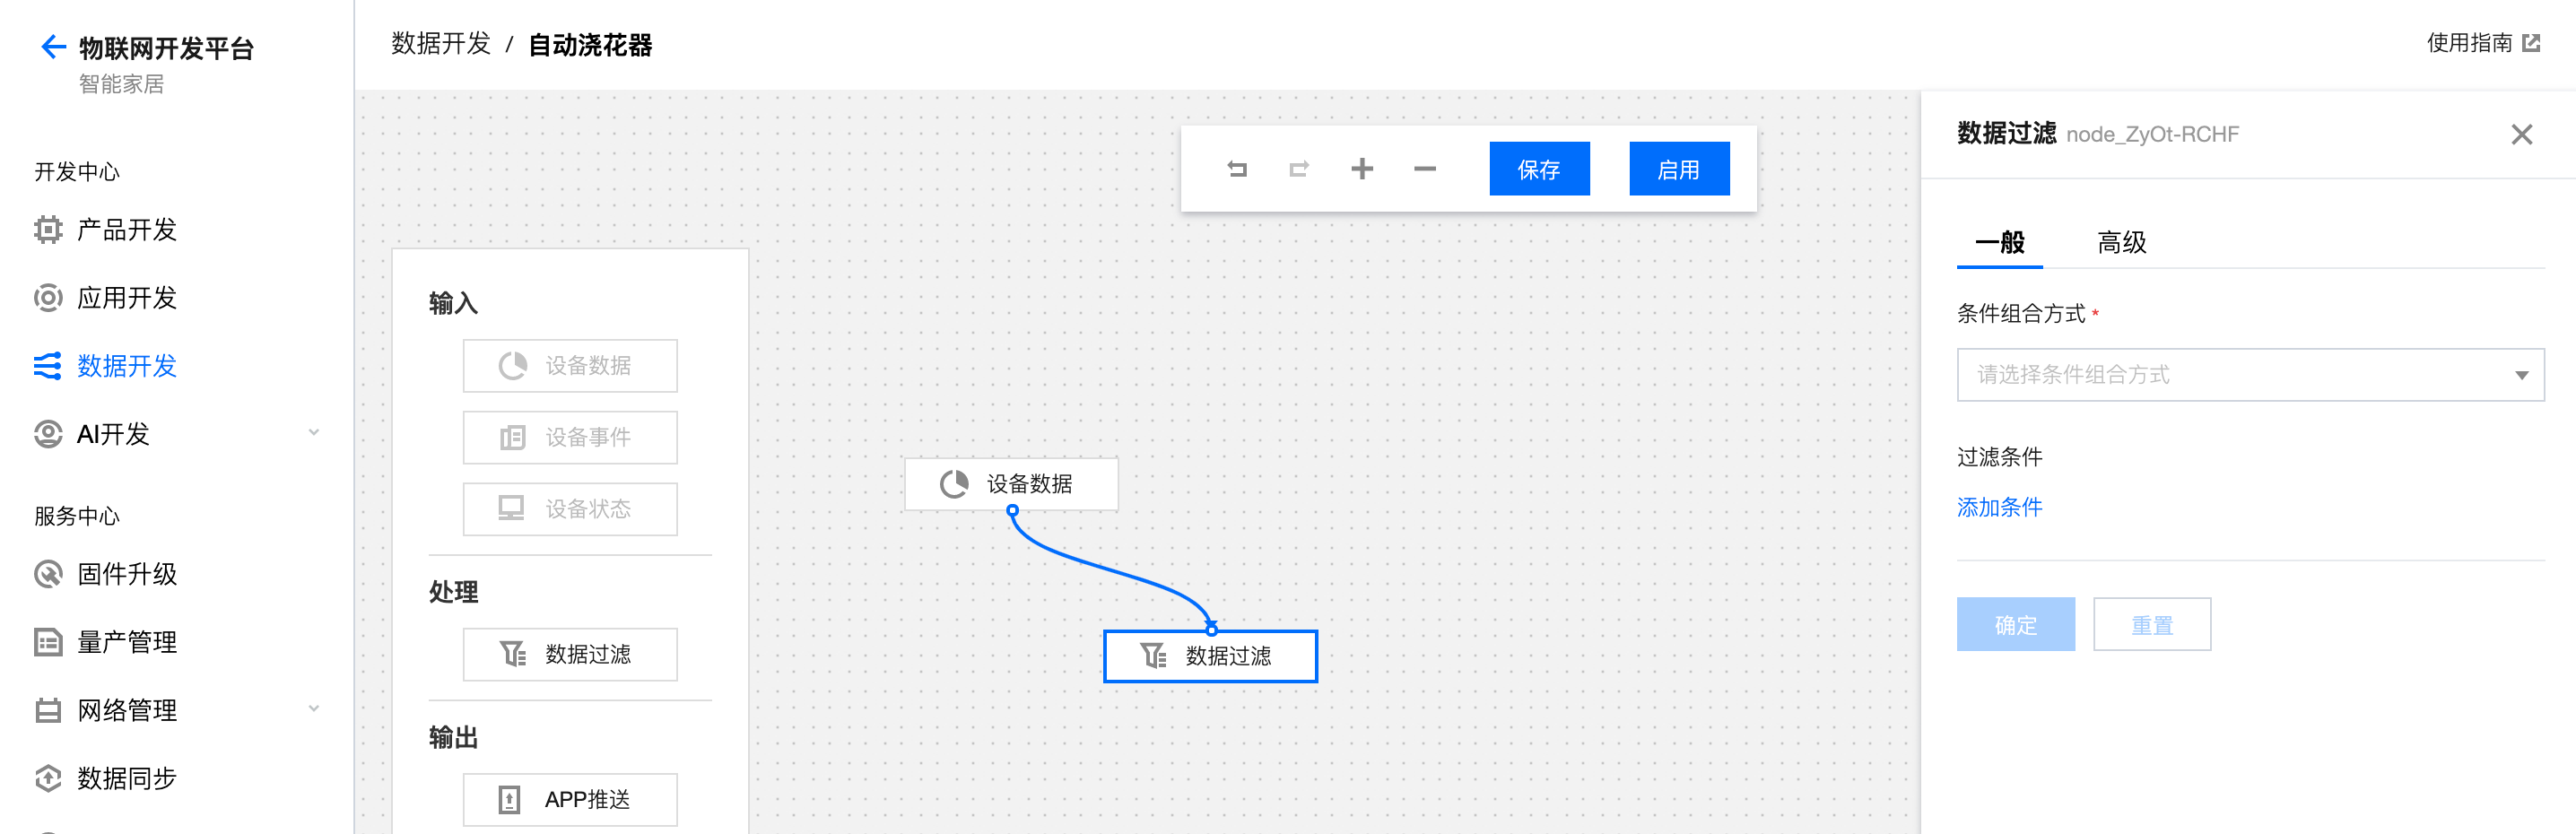 物联网开发平台
智能家居
开发中心
产品开发
应用开发
数据开发
AI开发
服务中心
固件升级
量产管理
网络管理
数据同步
数据开发 / 自动浇花器
使用指南
保存
启用
输入
设备数据
设备事件
设备状态
处理
数据过滤
输出
APP推送
设备数据
数据过滤
数据过滤 node_ZyOt-RCHF
一般
高级
条件组合方式 *
请选择条件组合方式
过滤条件
添加条件
确定
重置